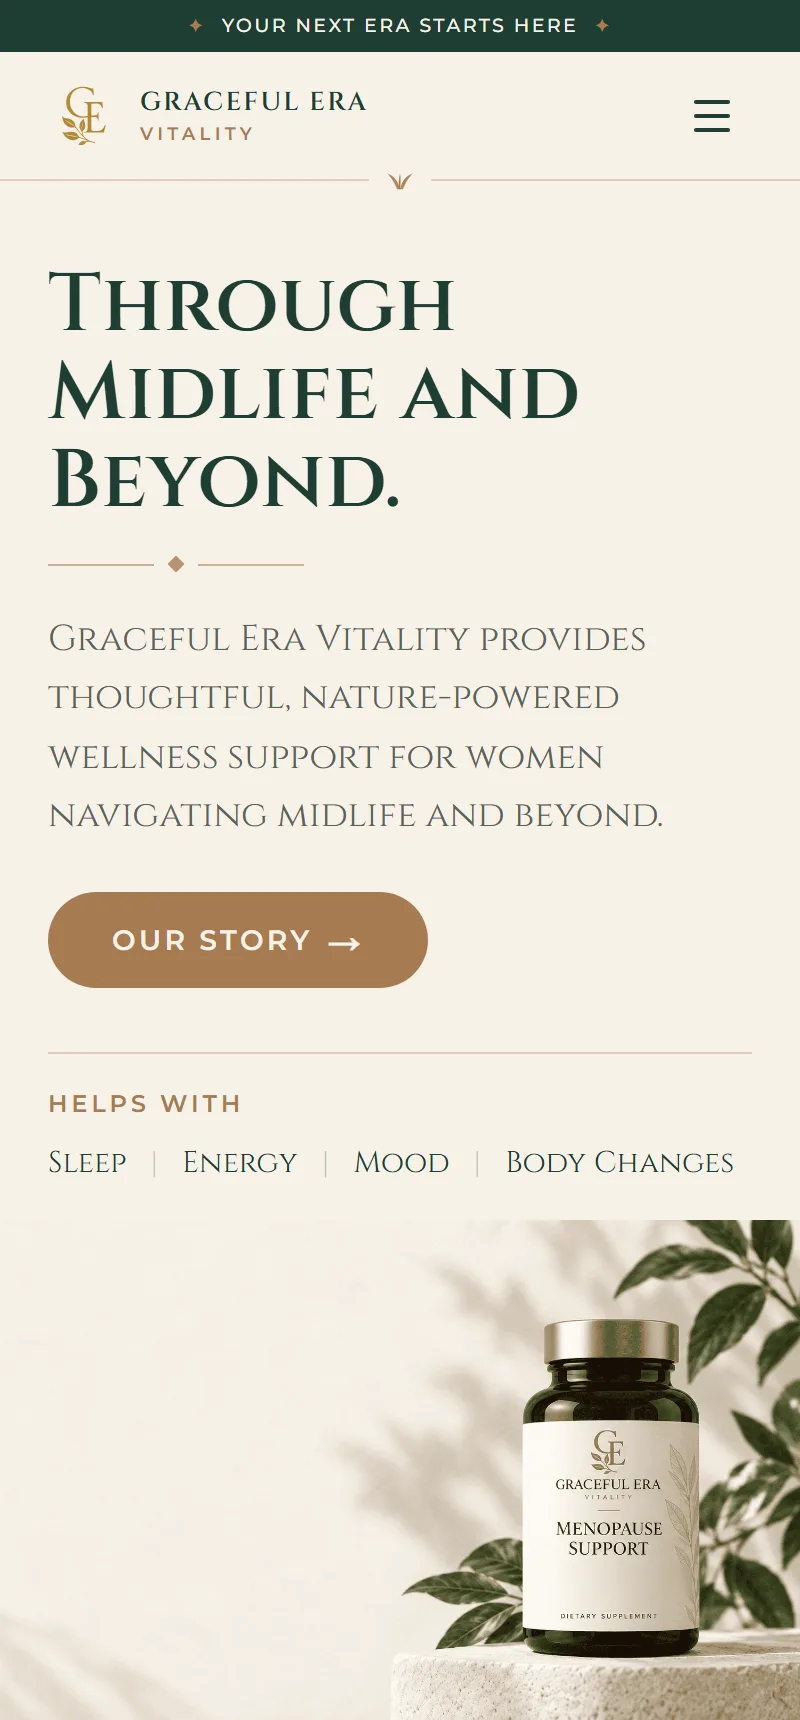 YOUR NEXT ERA STARTS HERE
GE
GRACEFUL ERA
VITALITY
Through
Midlife and
Beyond.
Graceful Era Vitality provides
thoughtful, nature-powered
wellness support for women
navigating midlife and beyond.
OUR STORY →
HELPS WITH
Sleep | Energy | Mood | Body Changes
GE
GRACEFUL ERA
VITALITY
Menopause
Support
DIETARY SUPPLEMENT